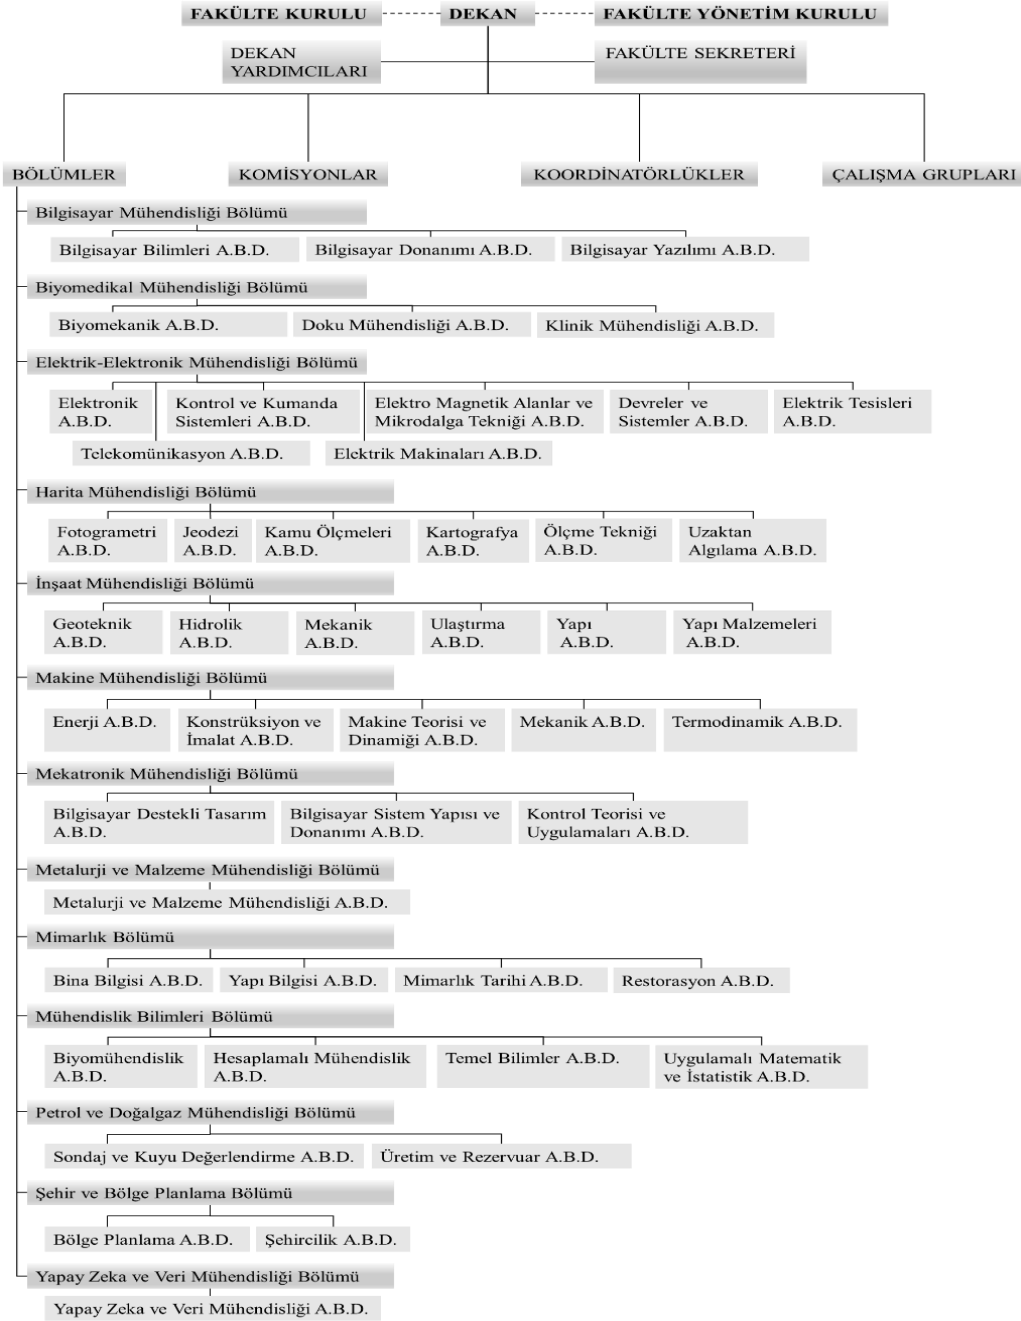 FAKÜLTE KURULU
DEKAN
FAKÜLTE YÖNETİM KURULU
DEKAN
YARDIMCILARI
FAKÜLTE SEKRETERİ
BÖLÜMLER
KOMİSYONLAR
KOORDİNATÖRLÜKLER
ÇALIŞMA GRUPLARI
Bilgisayar Mühendisliği Bölümü
Bilgisayar Bilimleri A.B.D.
Bilgisayar Donanımı A.B.D.
Bilgisayar Yazılımı A.B.D.
Biyomedikal Mühendisliği Bölümü
Biyomekanik A.B.D.
Doku Mühendisliği A.B.D.
Klinik Mühendisliği A.B.D.
Elektrik-Elektronik Mühendisliği Bölümü
Elektronik
A.B.D.
Kontrol ve Kumanda
Sistemleri A.B.D.
Elektro Magnetik Alanlar ve
Mikrodalga Tekniği A.B.D.
Devreler ve
Sistemler A.B.D.
Elektrik Tesisleri
A.B.D.
Telekomünikasyon A.B.D.
Elektrik Makinaları A.B.D.
Harita Mühendisliği Bölümü
Fotogrametri
A.B.D.
Jeodezi
A.B.D.
Kamu Ölçmeleri
A.B.D.
Kartografya
A.B.D.
Ölçme Tekniği
A.B.D.
Uzaktan
Algılama A.B.D.
İnşaat Mühendisliği Bölümü
Geoteknik
A.B.D.
Hidrolik
A.B.D.
Mekanik
A.B.D.
Ulaştırma
A.B.D.
Yapı
A.B.D.
Yapı Malzemeleri
A.B.D.
Makine Mühendisliği Bölümü
Enerji A.B.D.
Konstrüksiyon ve
İmalat A.B.D.
Makine Teorisi ve
Dinamiği A.B.D.
Mekanik A.B.D.
Termodinamik A.B.D.
Mekatronik Mühendisliği Bölümü
Bilgisayar Destekli Tasarım
A.B.D.
Bilgisayar Sistem Yapısı ve
Donanımı A.B.D.
Kontrol Teorisi ve
Uygulamaları A.B.D.
Metalurji ve Malzeme Mühendisliği Bölümü
Metalurji ve Malzeme Mühendisliği A.B.D.
Mimarlık Bölümü
Bina Bilgisi A.B.D.
Yapı Bilgisi A.B.D.
Mimarlık Tarihi A.B.D.
Restorasyon A.B.D.
Mühendislik Bilimleri Bölümü
Biyomühendislik
A.B.D.
Hesaplamalı Mühendislik
A.B.D.
Temel Bilimler A.B.D.
Uygulamalı Matematik
ve İstatistik A.B.D.
Petrol ve Doğalgaz Mühendisliği Bölümü
Sondaj ve Kuyu Değerlendirme A.B.D.
Üretim ve Rezervuar A.B.D.
Şehir ve Bölge Planlama Bölümü
Bölge Planlama A.B.D.
Şehircilik A.B.D.
Yapay Zeka ve Veri Mühendisliği Bölümü
Yapay Zeka ve Veri Mühendisliği A.B.D.